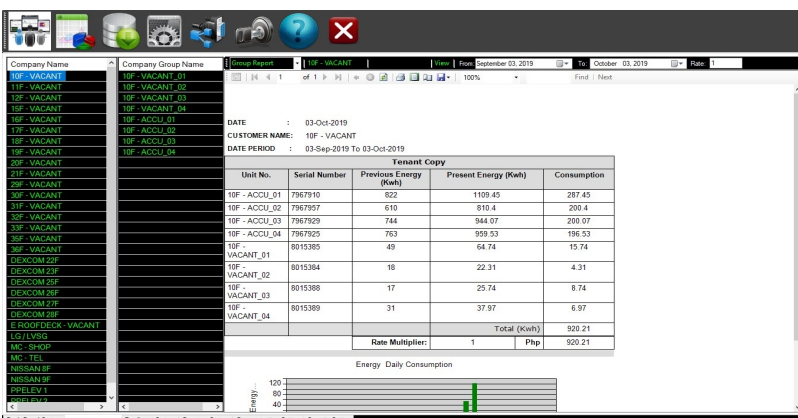 Company Name
10F - VACANT
11F - VACANT
12F - VACANT
15F - VACANT
16F - VACANT
17F - VACANT
18F - VACANT
19F - VACANT
20F - VACANT
21F - VACANT
29F - VACANT
30F - VACANT
31F - VACANT
32F - VACANT
33F - VACANT
35F - VACANT
36F - VACANT
DEXCOM 22F
DEXCOM 23F
DEXCOM 25F
DEXCOM 26F
DEXCOM 27F
DEXCOM 28F
E ROOFDECK - VACANT
LG / LVSG
MC - SHOP
MC - TEL
NISSAN 8F
NISSAN 9F
PPELEV 1
PPELEV 2
Company Group Name
10F - VACANT_01
10F - VACANT_02
10F - VACANT_03
10F - VACANT_04
10F - ACCU_01
10F - ACCU_02
10F - ACCU_03
10F - ACCU_04
Group Report 10F - VACANT View From: September 03, 2019 To: October 03, 2019 Rate: 1
1 of 1 100% Find | Next
DATE : 03-Oct-2019
CUSTOMER NAME: 10F - VACANT
DATE PERIOD : 03-Sep-2019 To 03-Oct-2019
Tenant Copy
Unit No. Serial Number Previous Energy (Kwh) Present Energy (Kwh) Consumption
10F - ACCU_01 7967910 822 1109.45 287.45
10F - ACCU_02 7967957 610 810.4 200.4
10F - ACCU_03 7967929 744 944.07 200.07
10F - ACCU_04 7967925 763 959.53 196.53
10F - VACANT_01 8015385 49 64.74 15.74
10F - VACANT_02 8015384 18 22.31 4.31
10F - VACANT_03 8015388 17 25.74 8.74
10F - VACANT_04 8015389 31 37.97 6.97
Total (Kwh) 920.21
Rate Multiplier: 1 Php 920.21
Energy Daily Consumption
Energy...
120
80
40